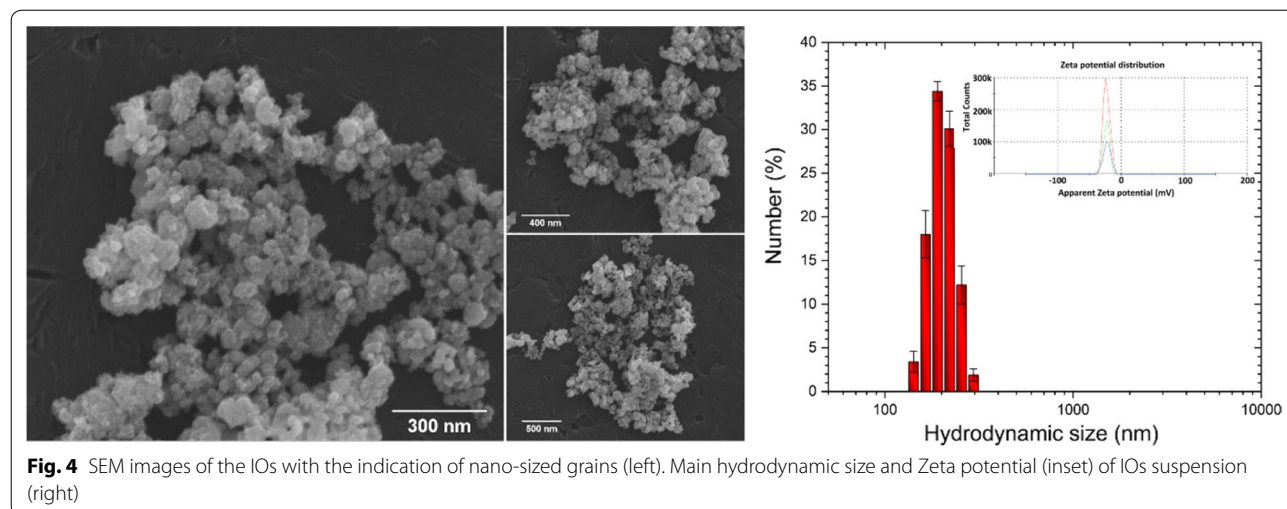 300 nm
400 nm
500 nm
40
35
30
25
20
15
10
5
0
Number (%)
100
1000
10000
Hydrodynamic size (nm)
Zeta potential distribution
300k
200k
100k
0
Total Counts
-100
0
100
200
Apparent Zeta potential (mV)
Fig. 4 SEM images of the IOs with the indication of nano-sized grains (left). Main hydrodynamic size and Zeta potential (inset) of IOs suspension
(right)